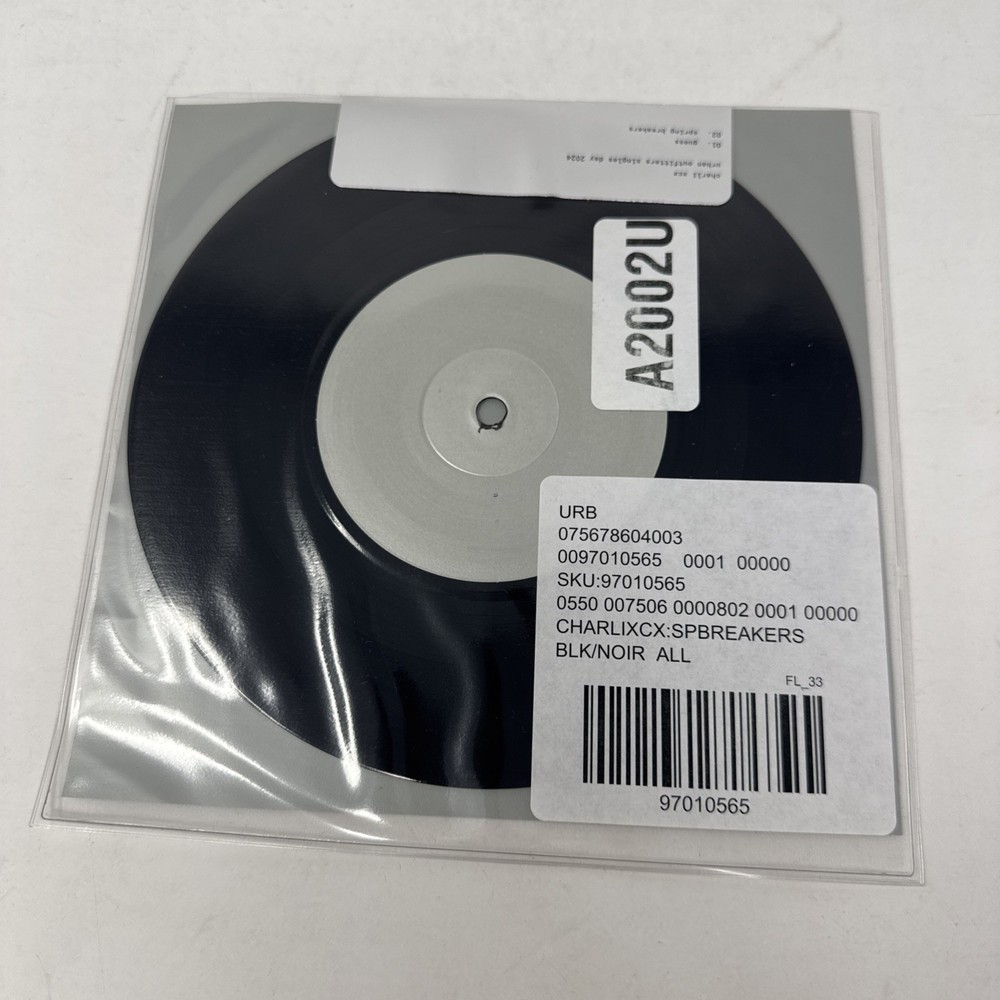 charli xcx
urban outfitters singles day 2024
01. guess
02. spring breakers
A2002U
URB
075678604003
0097010565 0001 00000
SKU:97010565
0550 007506 0000802 0001 00000
CHARLIXCX:SPBREAKERS
BLK/NOIR ALL
FL_33
97010565